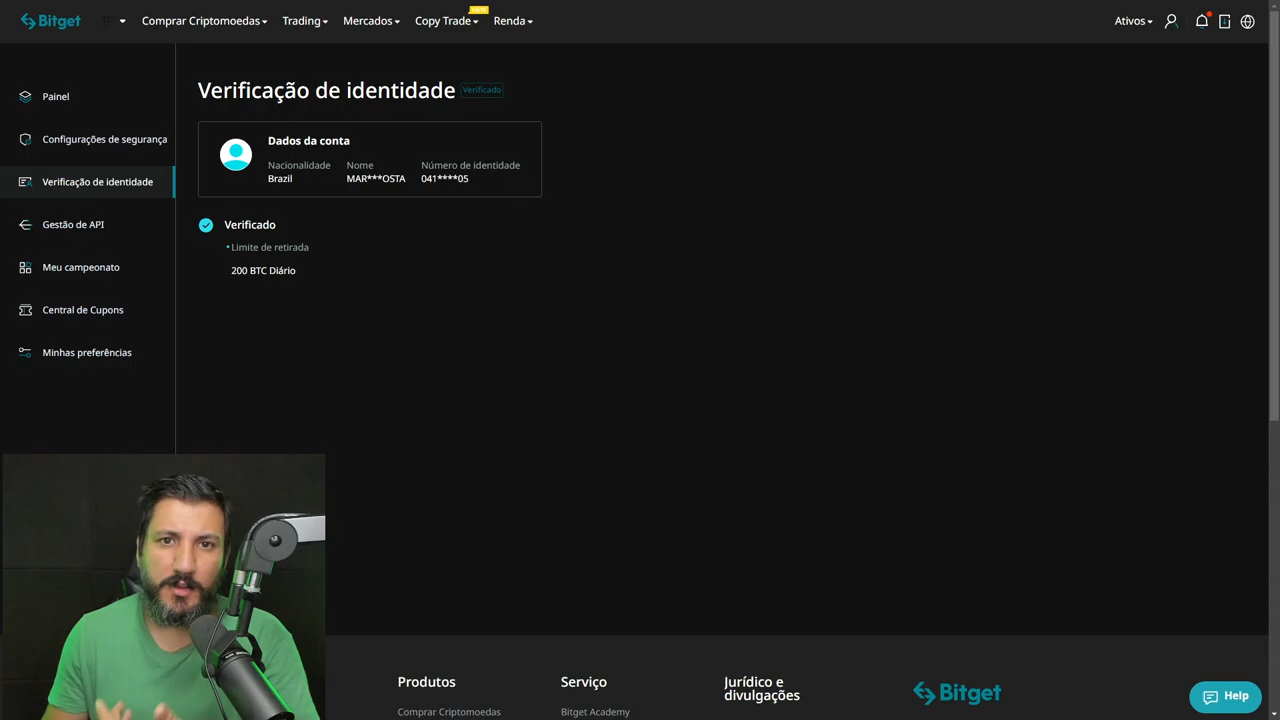 Bitget
Comprar Criptomoedas
Trading
Mercados
Copy Trade
NEW
Renda
Ativos
Painel
Configurações de segurança
Verificação de identidade
Gestão de API
Meu campeonato
Central de Cupons
Minhas preferências
Verificação de identidade Verificado
Dados da conta
Nacionalidade Nome Número de identidade
Brazil MAR***OSTA 041****05
Verificado
Limite de retirada
200 BTC Diário
Produtos
Comprar Criptomoedas
Serviço
Bitget Academy
Jurídico e
divulgações
Bitget
Help